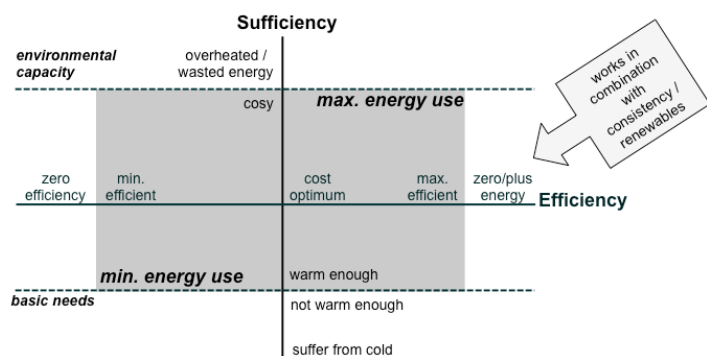 Sufficiency
environmental
capacity
overheated /
wasted energy
cosy
max. energy use
works in
combination
with
consistency /
renewables
zero
efficiency
min.
efficient
cost
optimum
max.
efficient
zero/plus
energy
Efficiency
min. energy use
warm enough
basic needs
not warm enough
suffer from cold